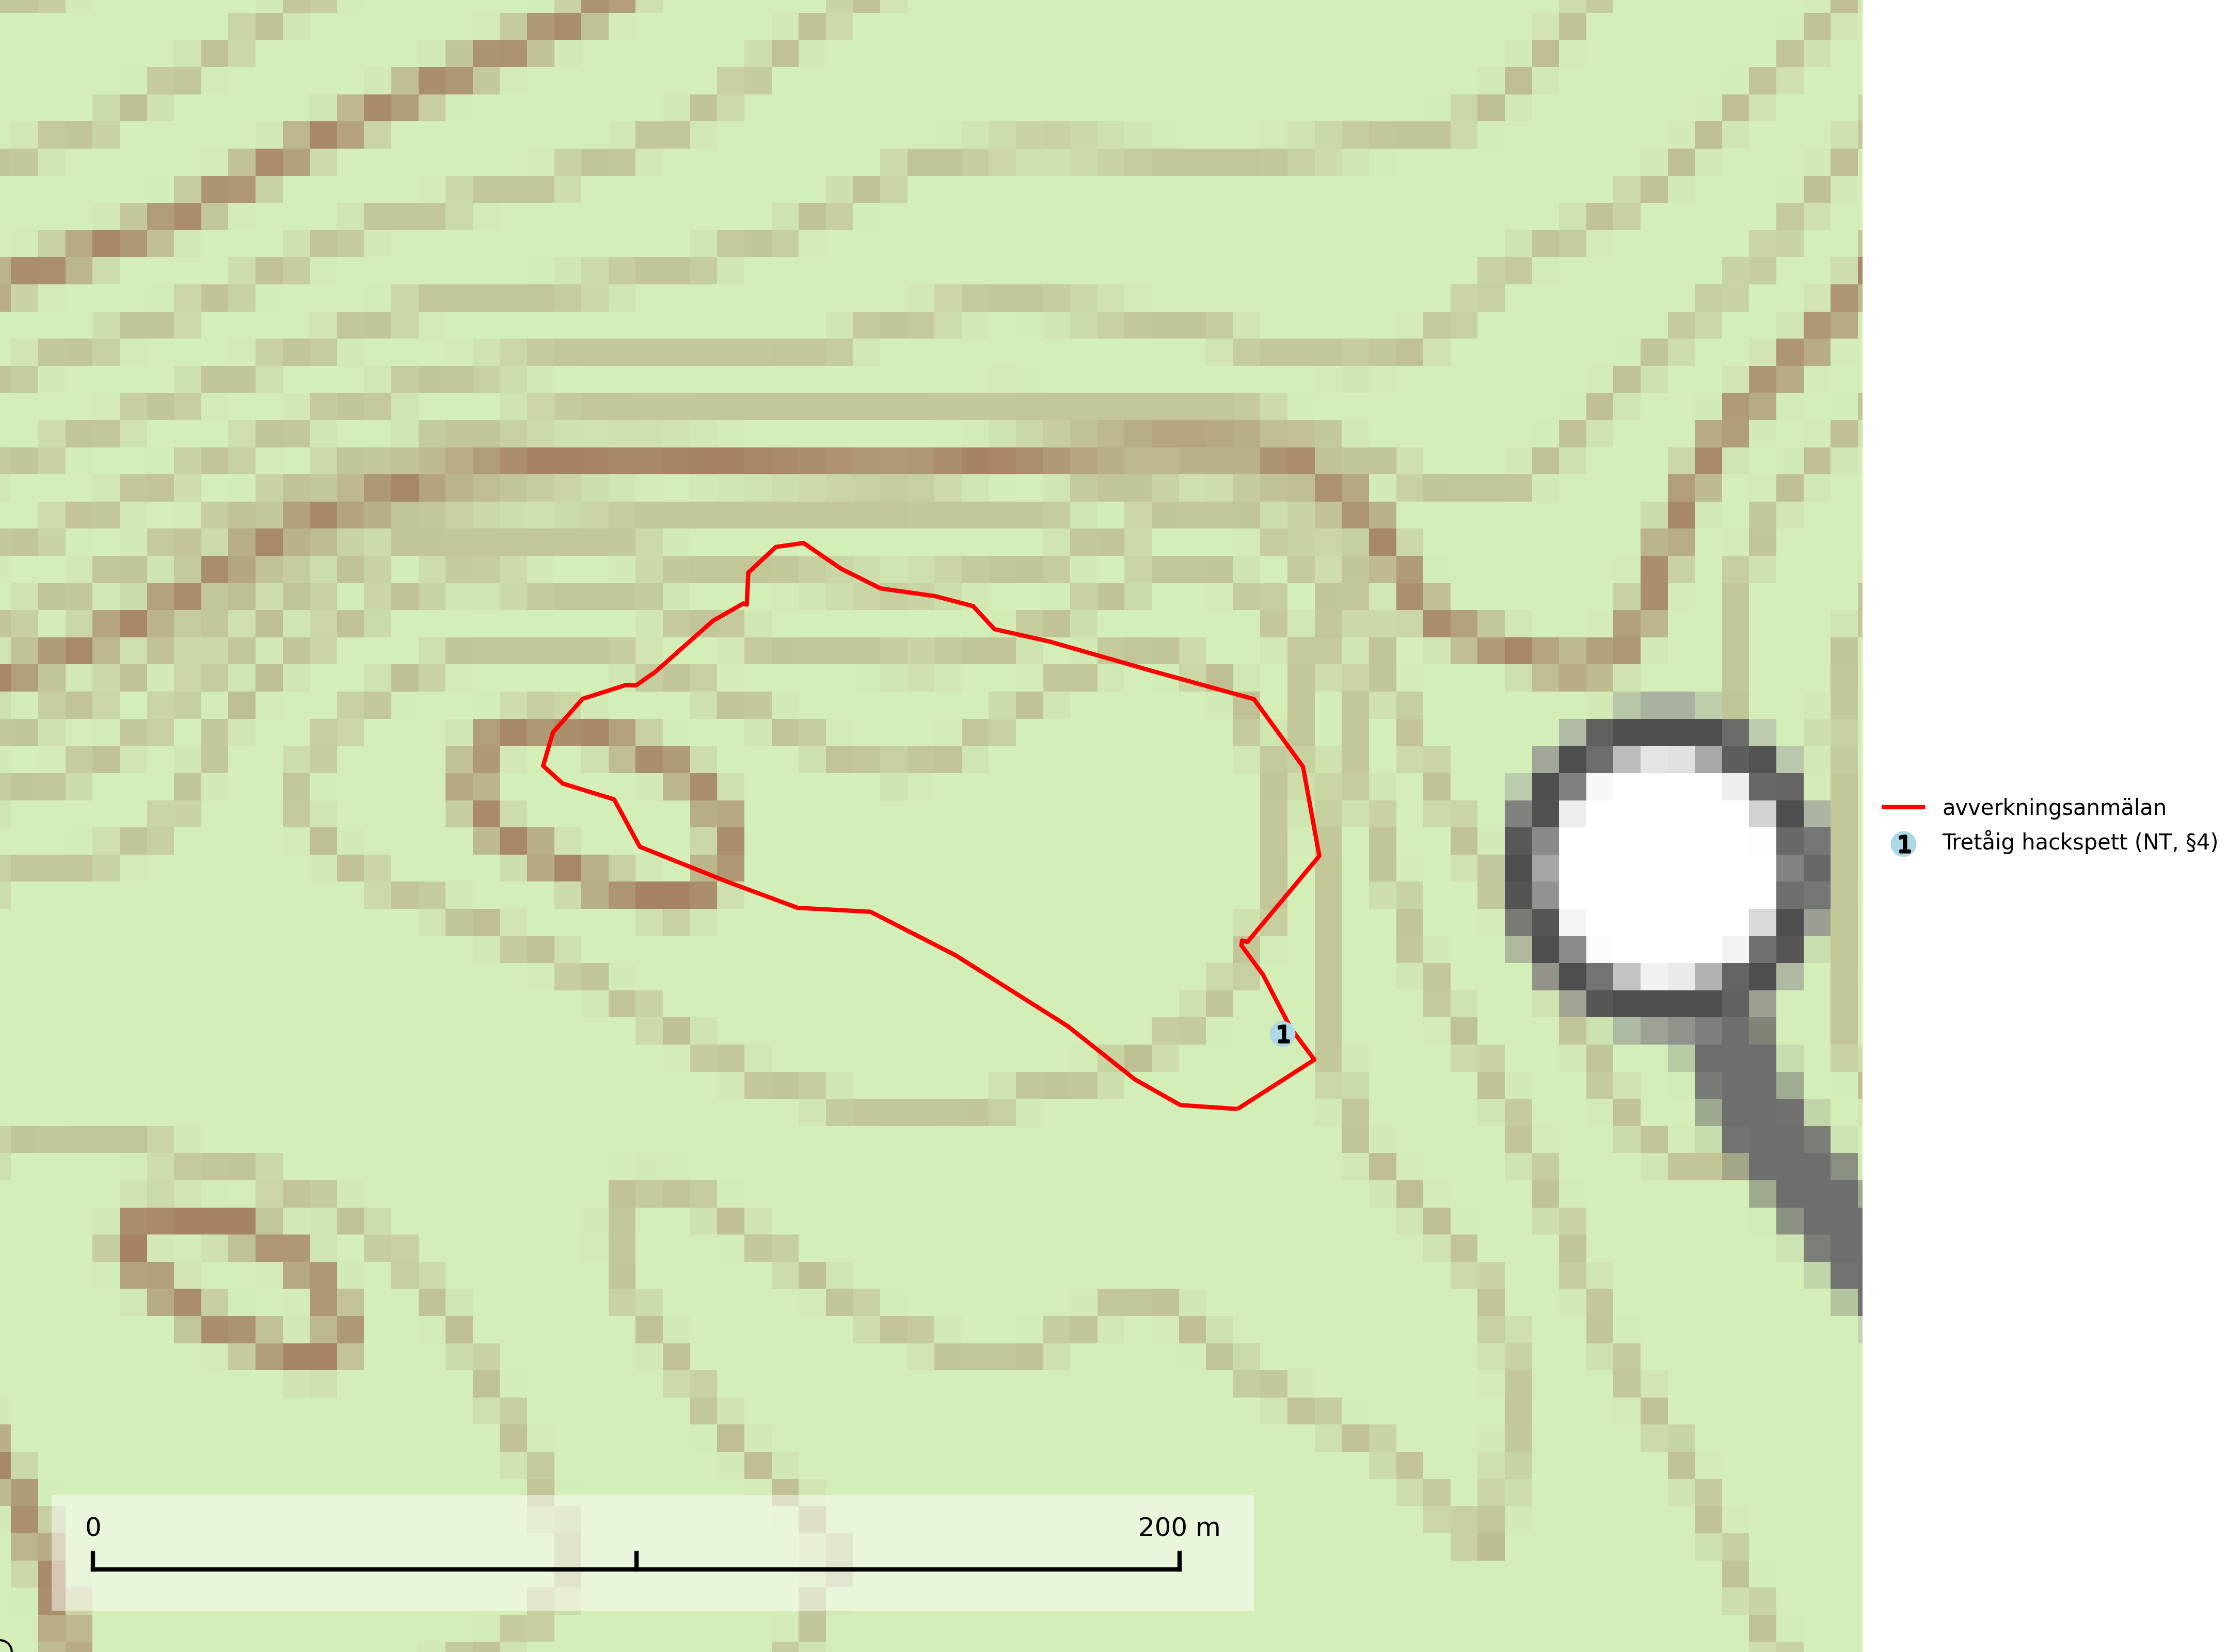 avverkningsanmälan
1 Tretåig hackspett (NT, §4)
1
0 200 m